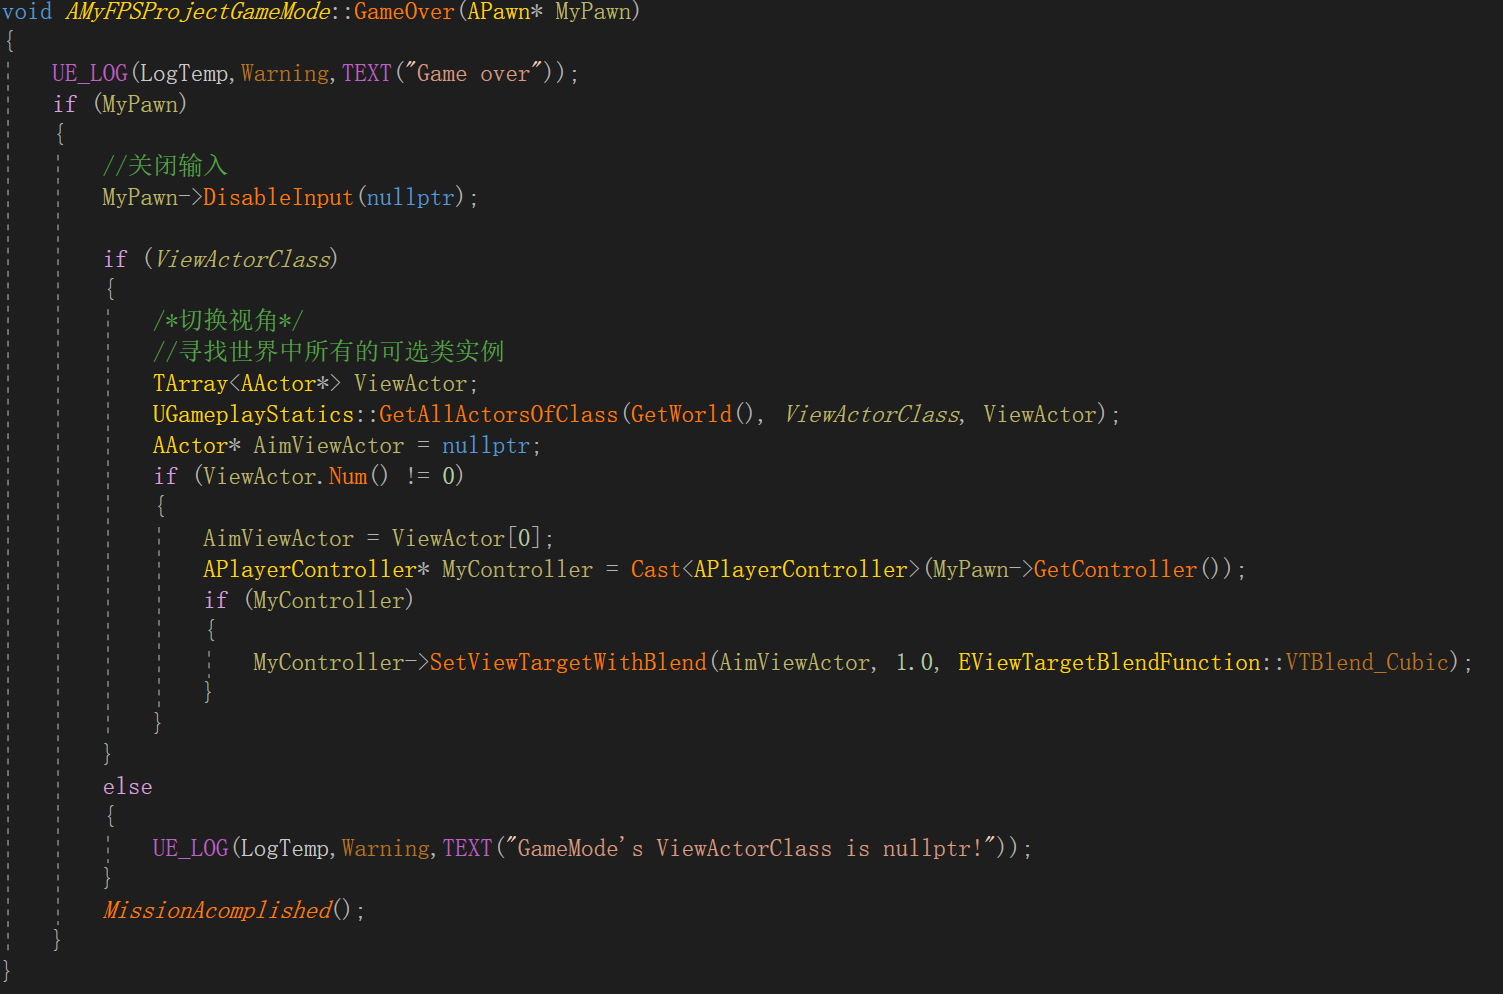 void AMyFPSProjectGameMode::GameOver(APawn* MyPawn)
{
UE_LOG(LogTemp,Warning,TEXT("Game over"));
if (MyPawn)
{
//关闭输入
MyPawn->DisableInput(nullptr);
if (ViewActorClass)
{
/*切换视角*/
//寻找世界中所有的可选类实例
TArray<AActor*> ViewActor;
UGameplayStatics::GetAllActorsOfClass(GetWorld(), ViewActorClass, ViewActor);
AActor* AimViewActor = nullptr;
if (ViewActor.Num() != 0)
{
AimViewActor = ViewActor[0];
APlayerController* MyController = Cast<APlayerController>(MyPawn->GetController());
if (MyController)
{
MyController->SetViewTargetWithBlend(AimViewActor, 1.0, EViewTargetBlendFunction::VTBlend_Cubic);
}
}
}
else
{
UE_LOG(LogTemp,Warning,TEXT("GameMode's ViewActorClass is nullptr!"));
}
MissionAcomplished();
}
}